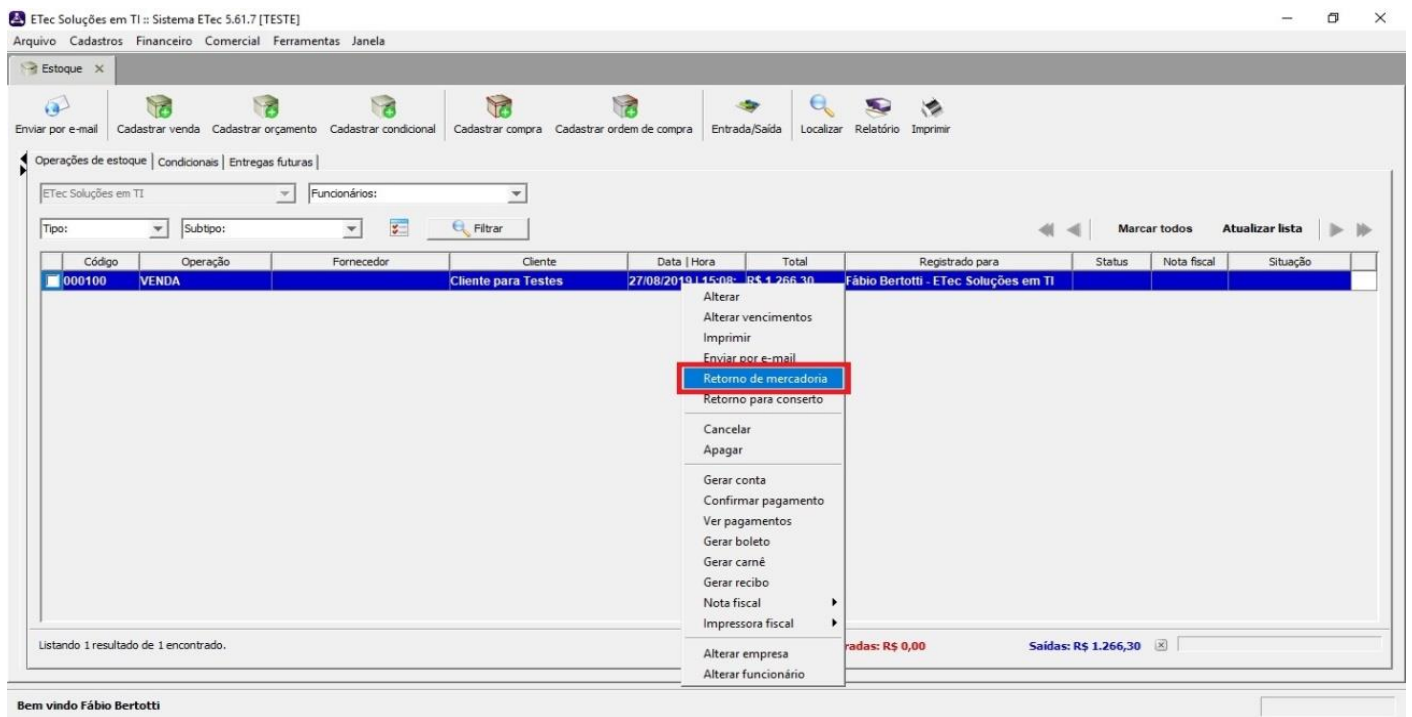 ETec Soluções em TI :: Sistema ETec 5.61.7 [TESTE]
Arquivo Cadastros Financeiro Comercial Ferramentas Janela
Estoque
Enviar por e-mail Cadastrar venda Cadastrar orçamento Cadastrar condicional Cadastrar compra Cadastrar ordem de compra Entrada/Saída Localizar Relatório Imprimir
Operações de estoque Condicionais Entregas futuras
ETec Soluções em TI Funcionários:
Tipo: Subtipo: Filtrar Marcar todos Atualizar lista
Código Operação Fornecedor Cliente Data | Hora Total Registrado para Status Nota fiscal Situação
000100 VENDA Cliente para Testes 27/08/2019 | 15:08: R$ 1.266,30 Fábio Bertotti - ETec Soluções em TI
Alterar
Alterar vencimentos
Imprimir
Enviar por e-mail
Retorno de mercadoria
Retorno para conserto
Cancelar
Apagar
Gerar conta
Confirmar pagamento
Ver pagamentos
Gerar boleto
Gerar carnê
Gerar recibo
Nota fiscal
Impressora fiscal
Alterar empresa
Alterar funcionário
Listando 1 resultado de 1 encontrado. radas: R$ 0,00 Saídas: R$ 1.266,30
Bem vindo Fábio Bertotti